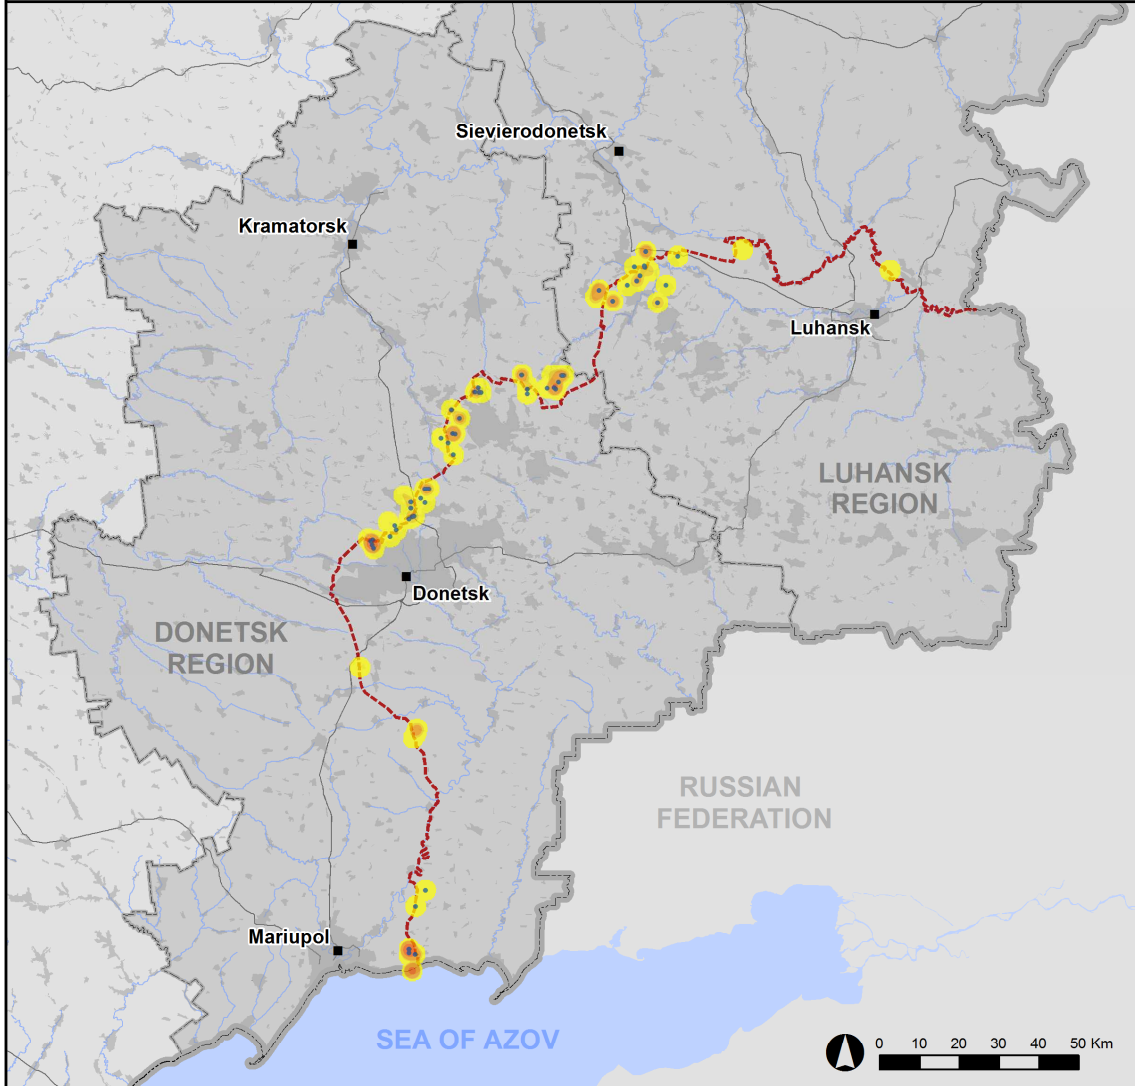 Sievierodonetsk
Kramatorsk
Luhansk
LUHANSK
REGION
Donetsk
DONETSK
REGION
RUSSIAN
FEDERATION
Mariupol
SEA OF AZOV
0 10 20 30 40 50 Km